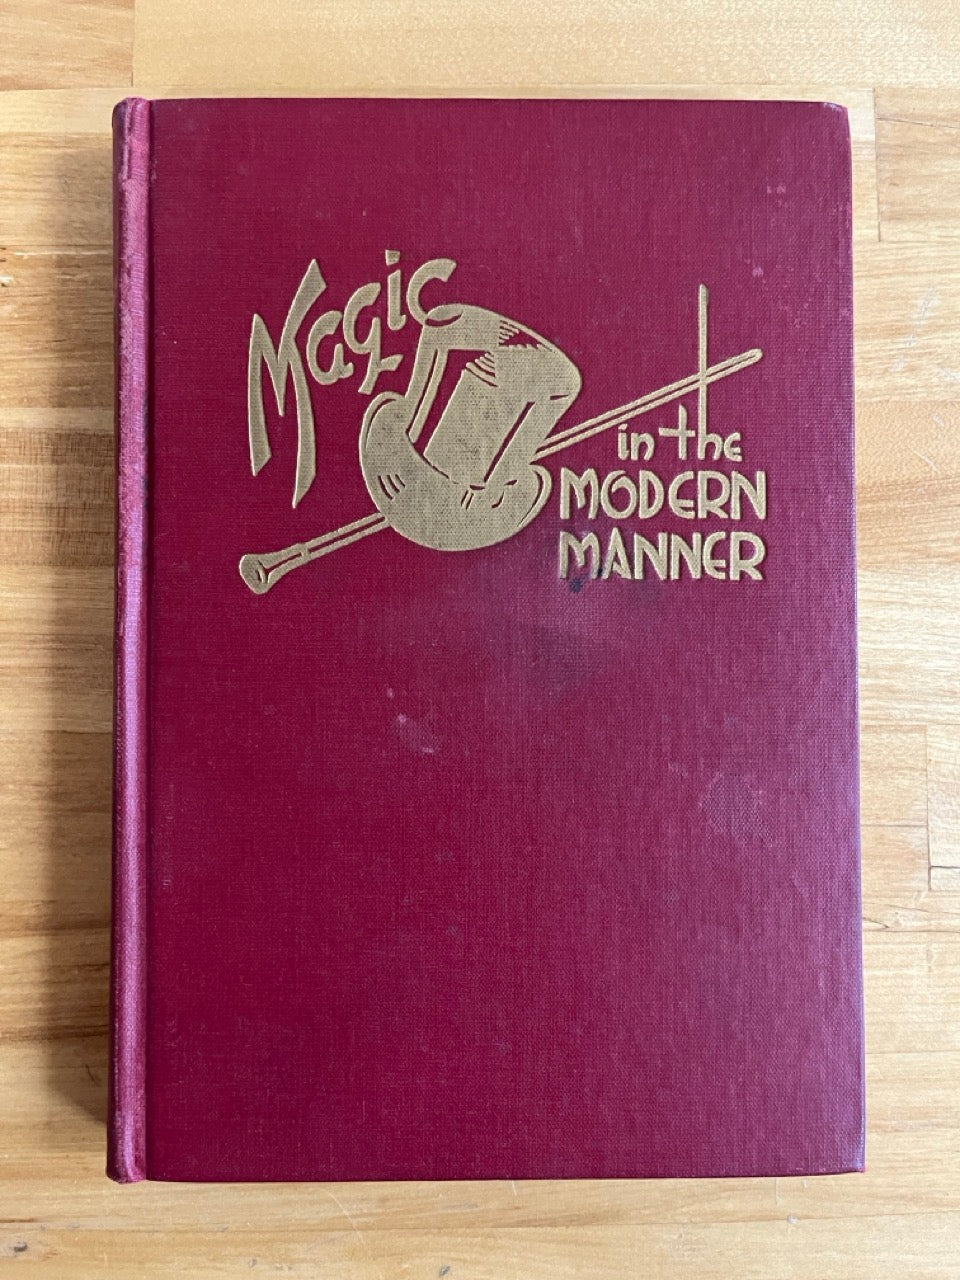 Magic
in the
MODERN
MANNER